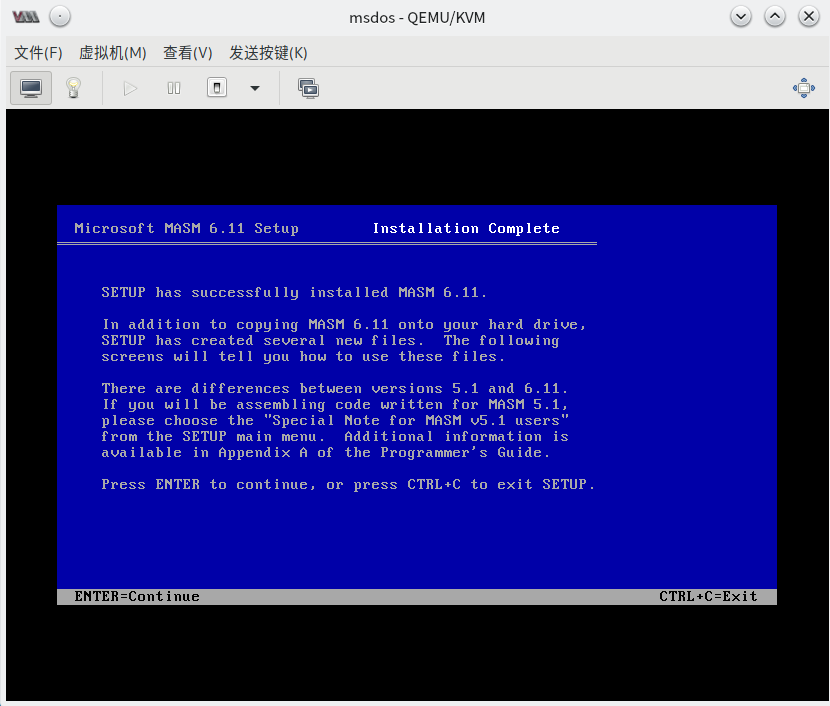 msdos - QEMU/KVM
文件(F) 虚拟机(M) 查看(V) 发送按键(K)
Microsoft MASM 6.11 Setup Installation Complete
SETUP has successfully installed MASM 6.11.
In addition to copying MASM 6.11 onto your hard drive,
SETUP has created several new files. The following
screens will tell you how to use these files.
There are differences between versions 5.1 and 6.11.
If you will be assembling code written for MASM 5.1,
please choose the "Special Note for MASM v5.1 users"
from the SETUP main menu. Additional information is
available in Appendix A of the Programmer's Guide.
Press ENTER to continue, or press CTRL+C to exit SETUP.
ENTER=Continue CTRL+C=Exit